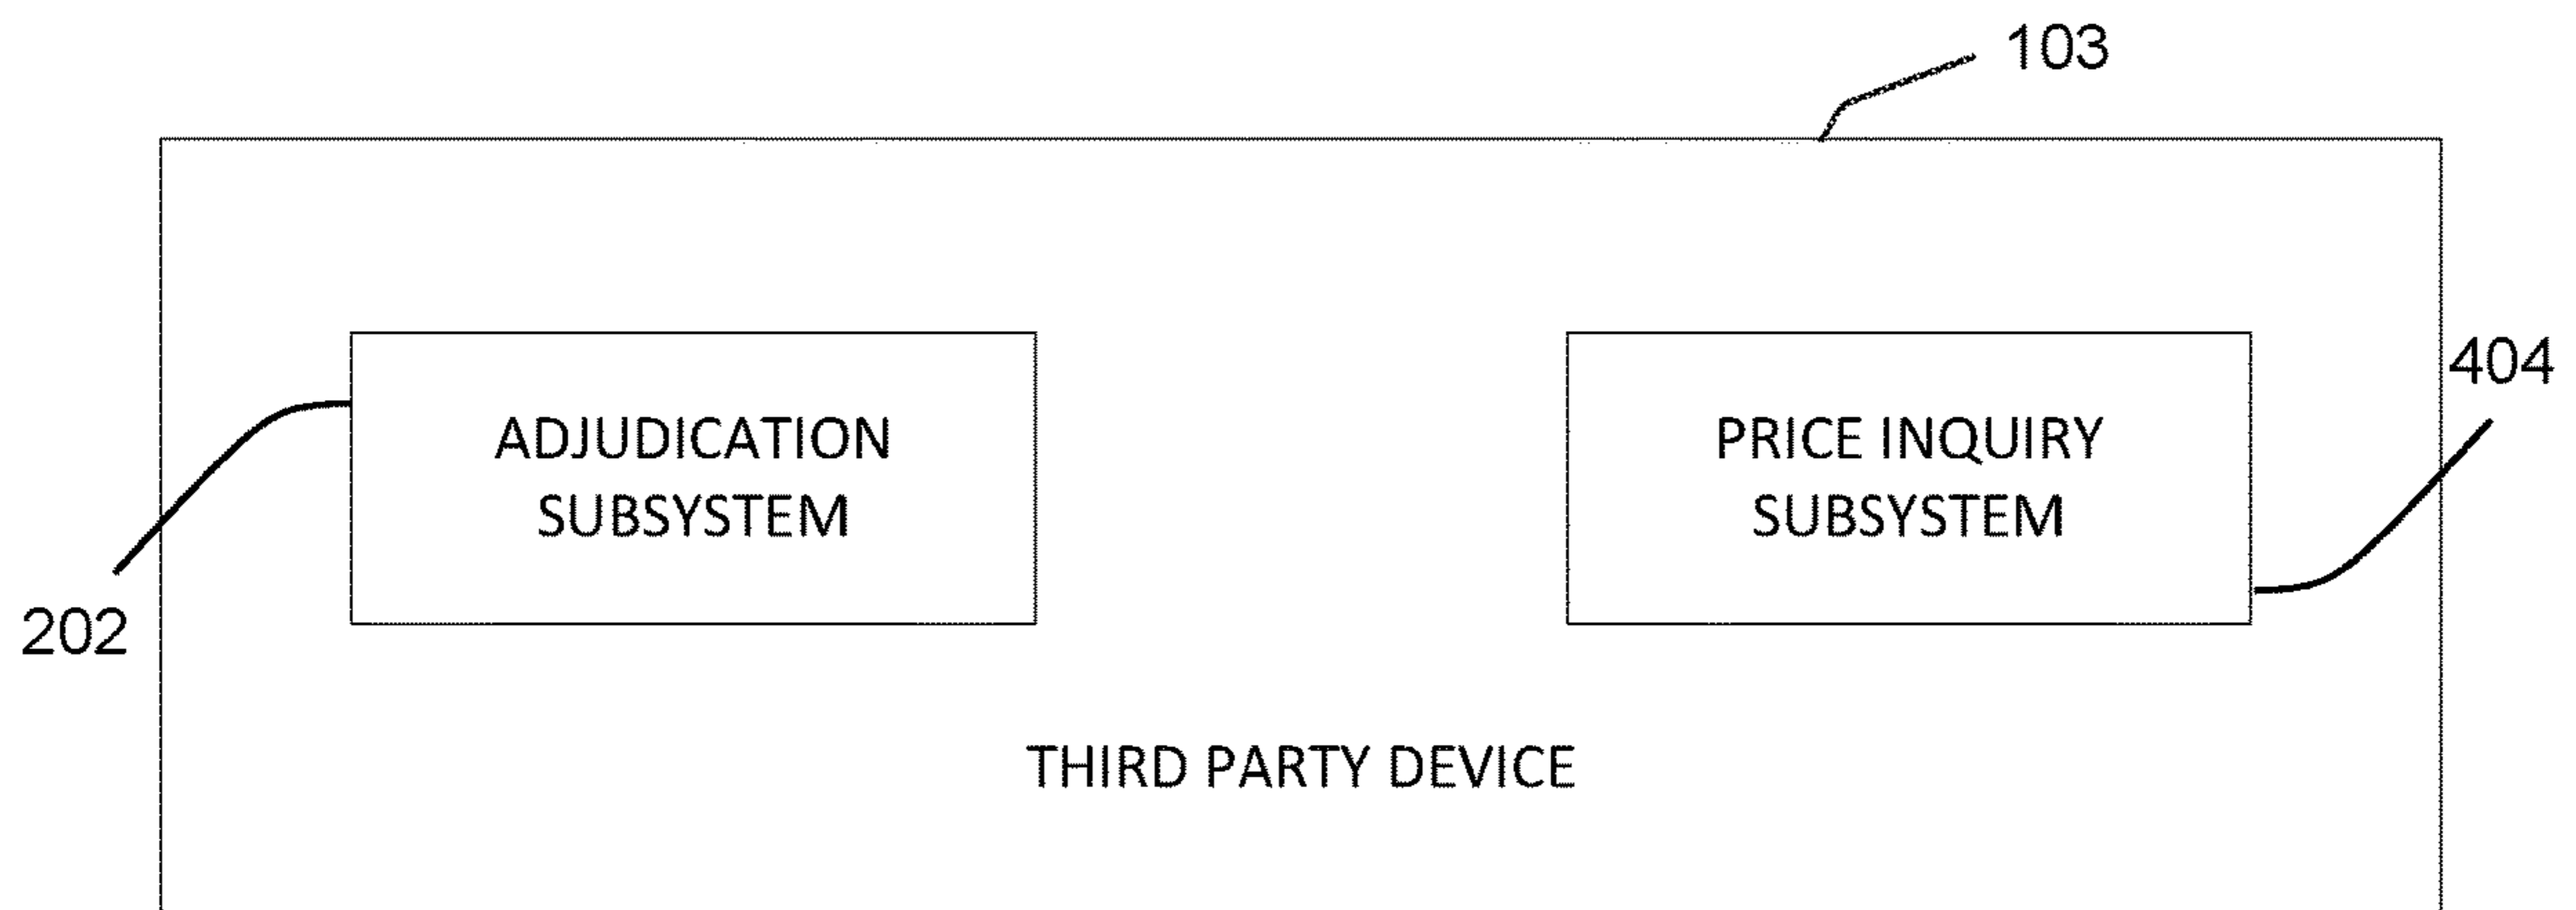 103
404
ADJUDICATION
SUBSYSTEM
PRICE INQUIRY
SUBSYSTEM
202
THIRD PARTY DEVICE